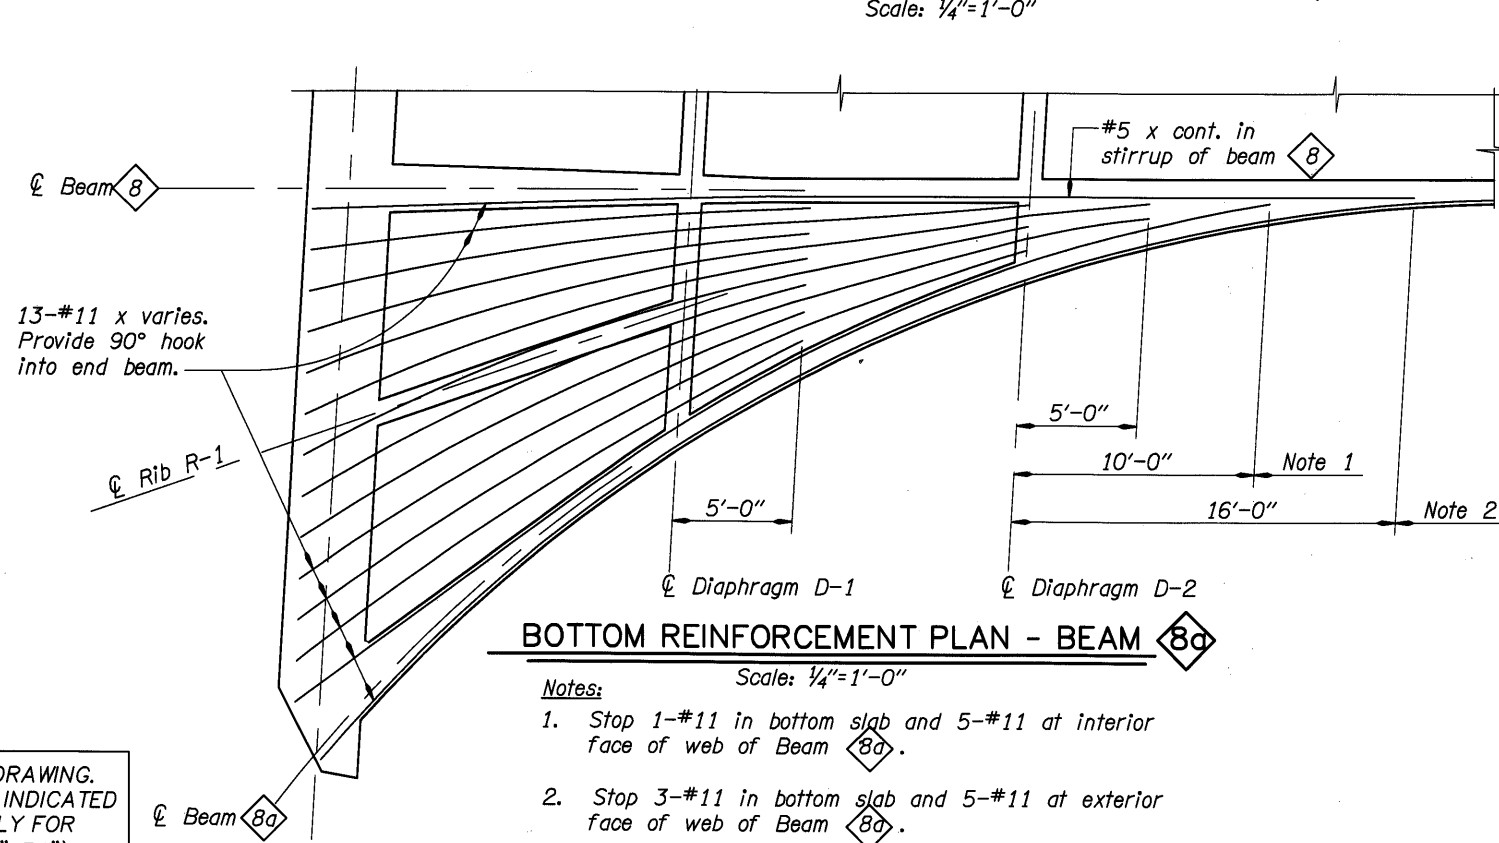 Scale: ¼"=1'-0"
#5 x cont. in
stirrup of beam 8
℄ Beam 8
13-#11 x varies.
Provide 90° hook
into end beam.
℄ Rib R-1
5'-0"
10'-0" Note 1
5'-0"
16'-0" Note 2
℄ Diaphragm D-1
℄ Diaphragm D-2
BOTTOM REINFORCEMENT PLAN - BEAM 8a
Scale: ¼"=1'-0"
Notes:
1. Stop 1-#11 in bottom slab and 5-#11 at interior
face of web of Beam 8a.
2. Stop 3-#11 in bottom slab and 5-#11 at exterior
face of web of Beam 8a.
DRAWING.
INDICATED
LY FOR
℄ Beam 8a